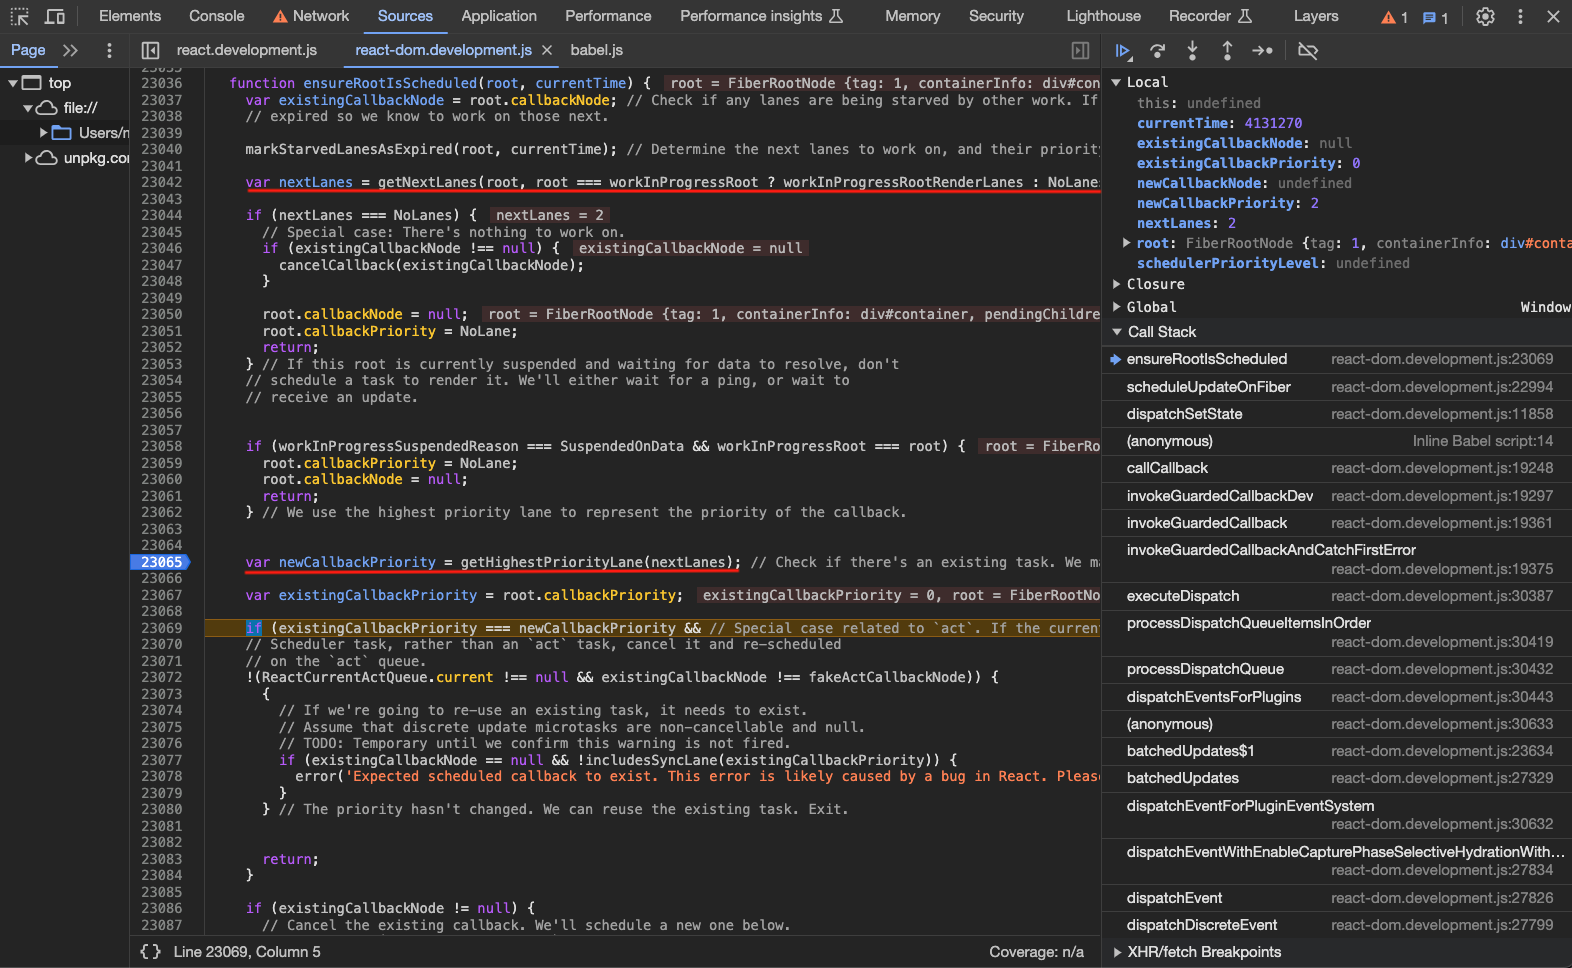 Elements Console Network Sources Application Performance Performance insights Memory Security Lighthouse Recorder Layers 1 1
Page react.development.js react-dom.development.js babel.js
top
file://
Users/
unpkg.co
23036 function ensureRootIsScheduled(root, currentTime) { root = FiberRootNode {tag: 1, containerInfo: div#con
23037 var existingCallbackNode = root.callbackNode; // Check if any lanes are being starved by other work. If
23038 // expired so we know to work on those next.
23039
23040 markStarvedLanesAsExpired(root, currentTime); // Determine the next lanes to work on, and their priority
23041
23042 var nextLanes = getNextLanes(root, root === workInProgressRoot ? workInProgressRootRenderLanes : NoLane
23043
23044 if (nextLanes === NoLanes) { nextLanes = 2
23045 // Special case: There's nothing to work on.
23046 if (existingCallbackNode !== null) { existingCallbackNode = null
23047 cancelCallback(existingCallbackNode);
23048 }
23049
23050 root.callbackNode = null; root = FiberRootNode {tag: 1, containerInfo: div#container, pendingChildre
23051 root.callbackPriority = NoLane;
23052 return;
23053 } // If this root is currently suspended and waiting for data to resolve, don't
23054 // schedule a task to render it. We'll either wait for a ping, or wait to
23055 // receive an update.
23056
23057
23058 if (workInProgressSuspendedReason === SuspendedOnData && workInProgressRoot === root) { root = FiberRo
23059 root.callbackPriority = NoLane;
23060 root.callbackNode = null;
23061 return;
23062 } // We use the highest priority lane to represent the priority of the callback.
23063
23064
23065 var newCallbackPriority = getHighestPriorityLane(nextLanes); // Check if there's an existing task. We m
23066
23067 var existingCallbackPriority = root.callbackPriority; existingCallbackPriority = 0, root = FiberRootNo
23068
23069 if (existingCallbackPriority === newCallbackPriority && // Special case related to `act`. If the curren
23070 // Scheduler task, rather than an `act` task, cancel it and re-scheduled
23071 // on the `act` queue.
23072 !(ReactCurrentActQueue.current !== null && existingCallbackNode !== fakeActCallbackNode)) {
23073 {
23074 // If we're going to re-use an existing task, it needs to exist.
23075 // Assume that discrete update microtasks are non-cancellable and null.
23076 // TODO: Temporary until we confirm this warning is not fired.
23077 if (existingCallbackNode == null && !includesSyncLane(existingCallbackPriority)) {
23078 error('Expected scheduled callback to exist. This error is likely caused by a bug in React. Pleas
23079 }
23080 } // The priority hasn't changed. We can reuse the existing task. Exit.
23081
23082
23083 return;
23084 }
23085
23086 if (existingCallbackNode != null) {
23087 // Cancel the existing callback. We'll schedule a new one below.
{} Line 23069, Column 5 Coverage: n/a
Local
this: undefined
currentTime: 4131270
existingCallbackNode: null
existingCallbackPriority: 0
newCallbackNode: undefined
newCallbackPriority: 2
nextLanes: 2
root: FiberRootNode {tag: 1, containerInfo: div#conta
schedulerPriorityLevel: undefined
Closure
Global Window
Call Stack
ensureRootIsScheduled react-dom.development.js:23069
scheduleUpdateOnFiber react-dom.development.js:22994
dispatchSetState react-dom.development.js:11858
(anonymous) Inline Babel script:14
callCallback react-dom.development.js:19248
invokeGuardedCallbackDev react-dom.development.js:19297
invokeGuardedCallback react-dom.development.js:19361
invokeGuardedCallbackAndCatchFirstError
react-dom.development.js:19375
executeDispatch react-dom.development.js:30387
processDispatchQueueItemsInOrder
react-dom.development.js:30419
processDispatchQueue react-dom.development.js:30432
dispatchEventsForPlugins react-dom.development.js:30443
(anonymous) react-dom.development.js:30633
batchedUpdates$1 react-dom.development.js:23634
batchedUpdates react-dom.development.js:27329
dispatchEventForPluginEventSystem
react-dom.development.js:30632
dispatchEventWithEnableCapturePhaseSelectiveHydrationWith…
react-dom.development.js:27834
dispatchEvent react-dom.development.js:27826
dispatchDiscreteEvent react-dom.development.js:27799
XHR/fetch Breakpoints